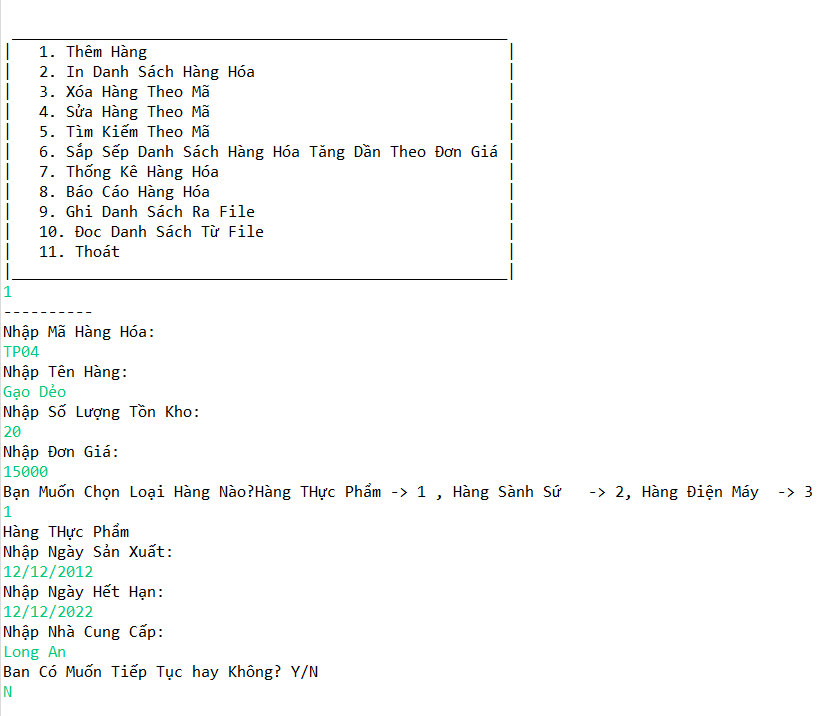 1. Thêm Hàng
2. In Danh Sách Hàng Hóa
3. Xóa Hàng Theo Mã
4. Sửa Hàng Theo Mã
5. Tìm Kiếm Theo Mã
6. Sắp Sếp Danh Sách Hàng Hóa Tăng Dần Theo Đơn Giá
7. Thống Kê Hàng Hóa
8. Báo Cáo Hàng Hóa
9. Ghi Danh Sách Ra File
10. Đoc Danh Sách Từ File
11. Thoát
1
----------
Nhập Mã Hàng Hóa:
TP04
Nhập Tên Hàng:
Gạo Dẻo
Nhập Số Lượng Tồn Kho:
20
Nhập Đơn Giá:
15000
Bạn Muốn Chọn Loại Hàng Nào?Hàng THực Phẩm -> 1 , Hàng Sành Sứ   -> 2, Hàng Điện Máy  -> 3
1
Hàng THực Phẩm
Nhập Ngày Sản Xuất:
12/12/2012
Nhập Ngày Hết Hạn:
12/12/2022
Nhập Nhà Cung Cấp:
Long An
Ban Có Muốn Tiếp Tục hay Không? Y/N
N